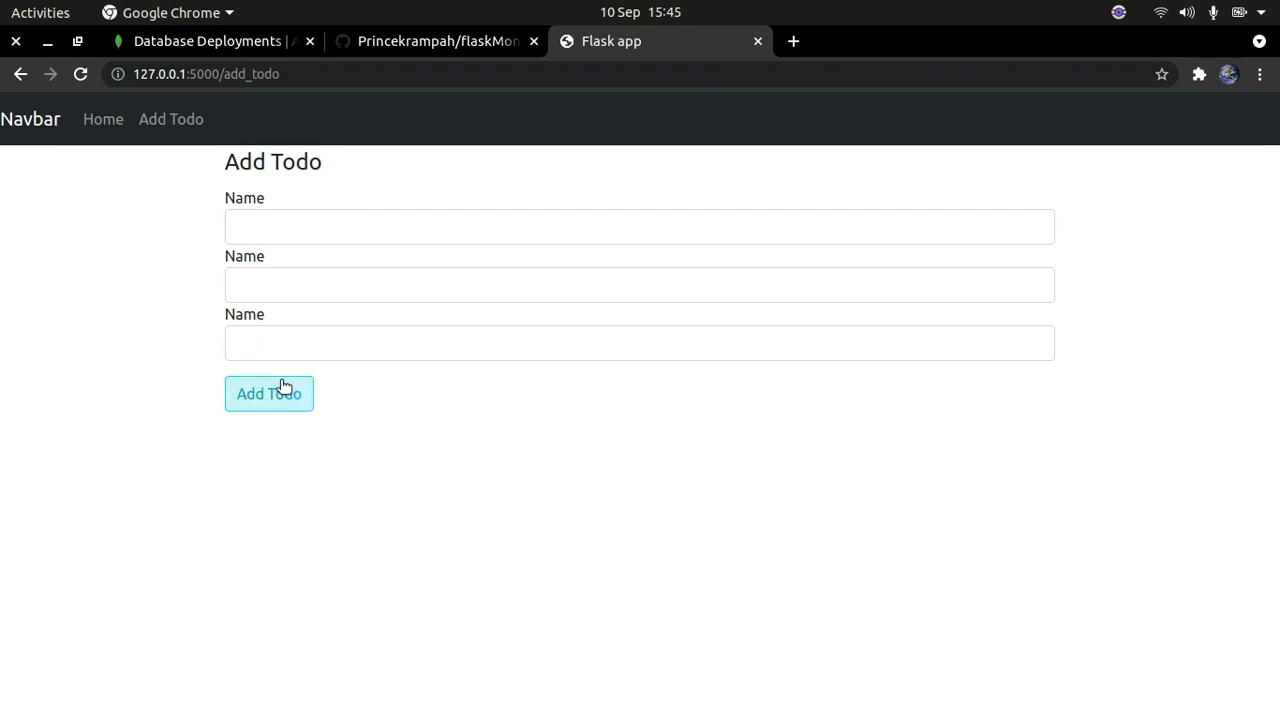 Activities Google Chrome 10 Sep 15:45
Database Deployments | A Princekrampah/flaskMon Flask app
127.0.0.1:5000/add_todo
Navbar Home Add Todo
Add Todo
Name
Name
Name
Add Todo